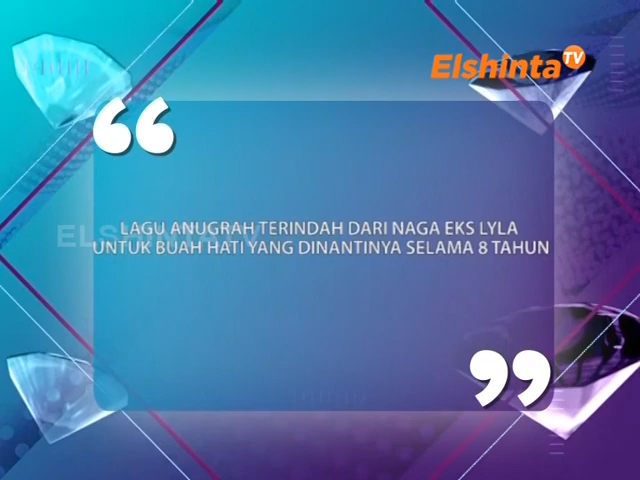 Elshinta TV
LAGU ANUGRAH TERINDAH DARI NAGA EKS LYLA
UNTUK BUAH HATI YANG DINANTINYA SELAMA 8 TAHUN